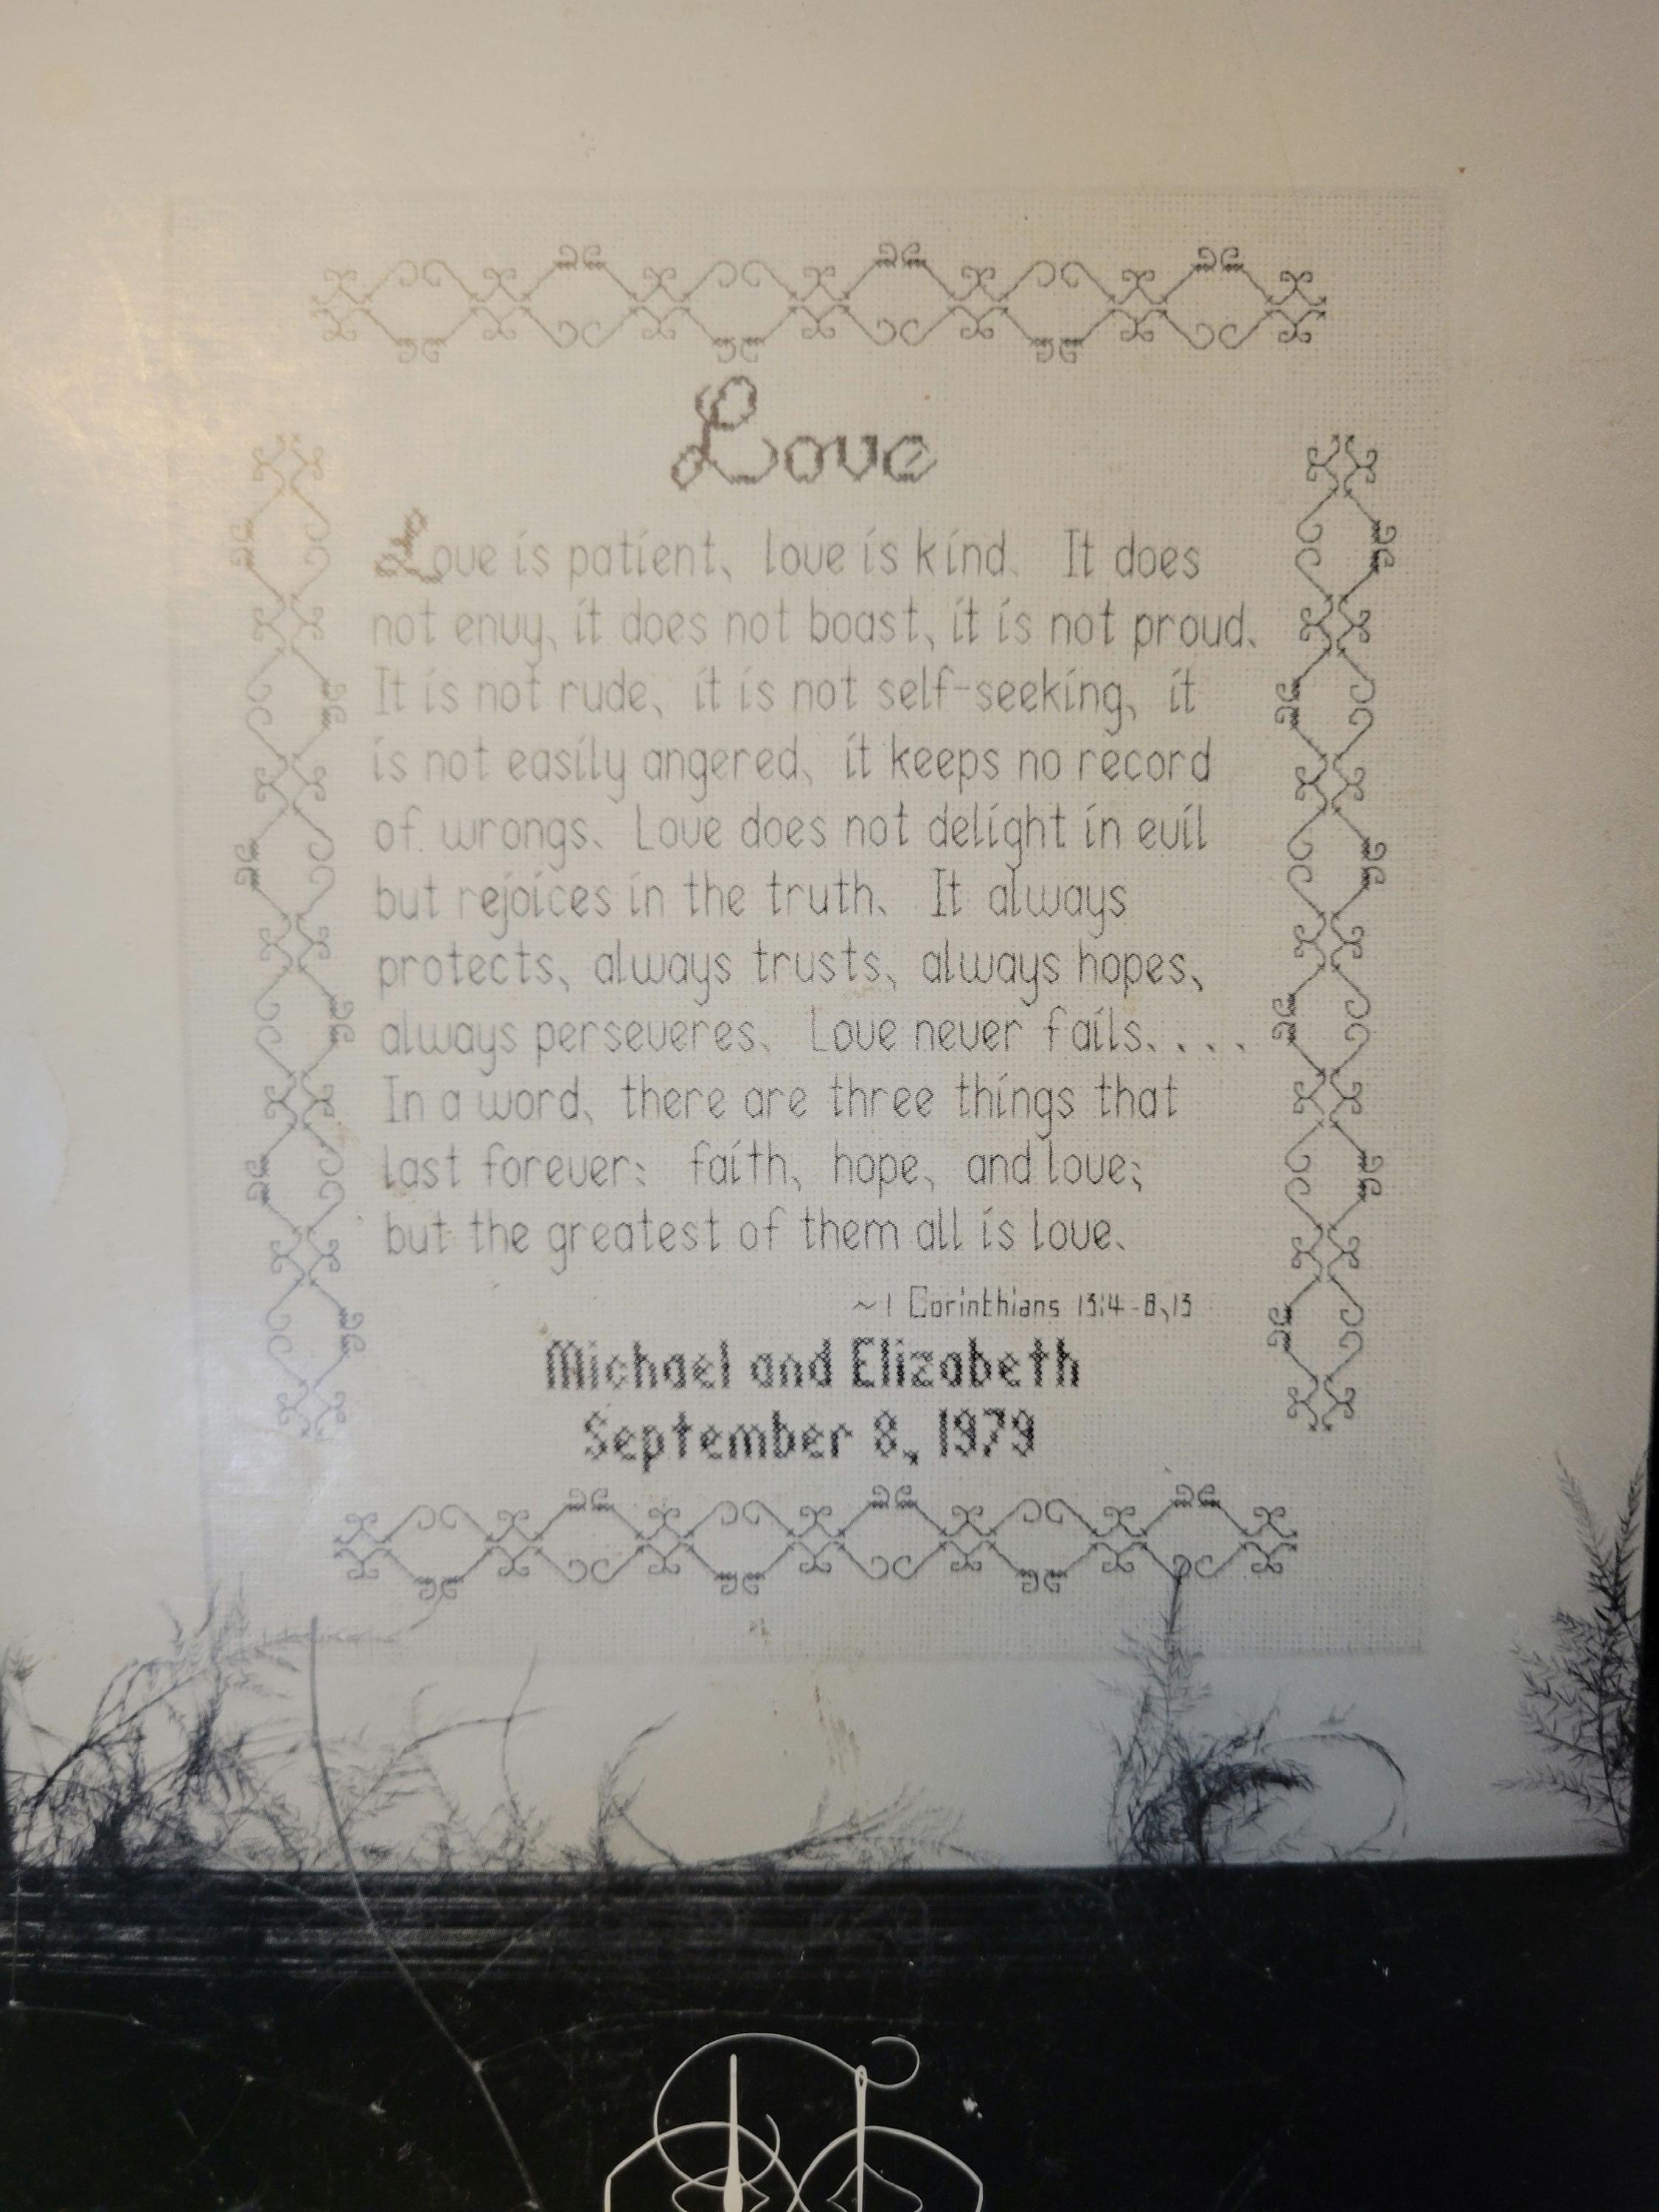 Love
Love is patient, love is kind. It does
not envy, it does not boast, it is not proud.
It is not rude, it is not self-seeking, it
is not easily angered, it keeps no record
of wrongs. Love does not delight in evil
but rejoices in the truth. It always
protects, always trusts, always hopes,
always perseveres. Love never fails....
In a word, there are three things that
last forever: faith, hope, and love;
but the greatest of them all is love.
~1 Corinthians 13:4-8,13
Michael and Elizabeth
September 8, 1979